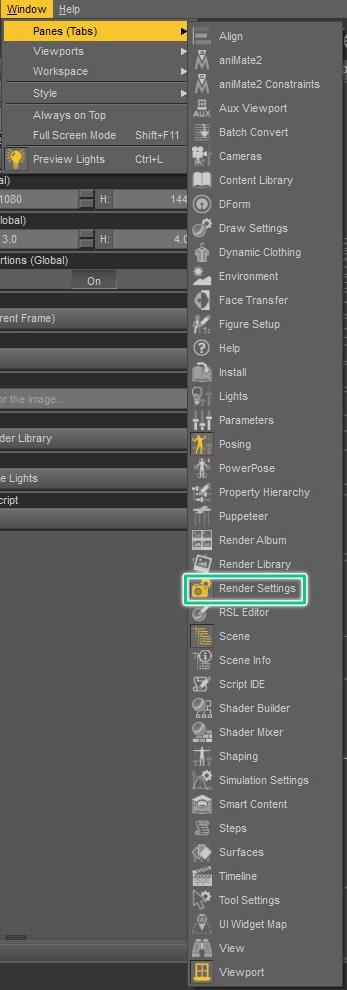 Window Help
Panes (Tabs)
Viewports
Workspace
Style
Always on Top
Full Screen Mode Shift+F11
Preview Lights Ctrl+L
al)
1080 H: 144
lobal)
3.0 H: 4.0
rtions (Global)
On
rent Frame)
or the image...
der Library
e Lights
cript
Align
aniMate2
aniMate2 Constraints
AUX Aux Viewport
Batch Convert
Cameras
Content Library
DForm
Draw Settings
Dynamic Clothing
Environment
Face Transfer
Figure Setup
Help
Install
Lights
Parameters
Posing
PowerPose
Property Hierarchy
Puppeteer
Render Album
Render Library
Render Settings
RSL Editor
Scene
Scene Info
Script IDE
Shader Builder
Shader Mixer
Shaping
Simulation Settings
Smart Content
Steps
Surfaces
Timeline
Tool Settings
UI Widget Map
View
Viewport